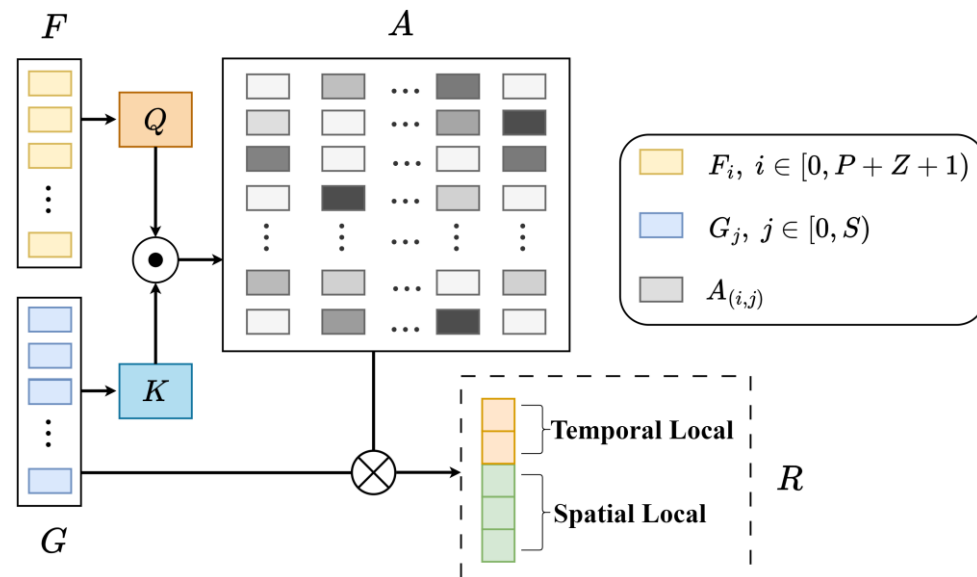 F
A
Q
F_i, i ∈ [0, P + Z + 1)
G_j, j ∈ [0, S)
A_(i,j)
K
Temporal Local
R
Spatial Local
G